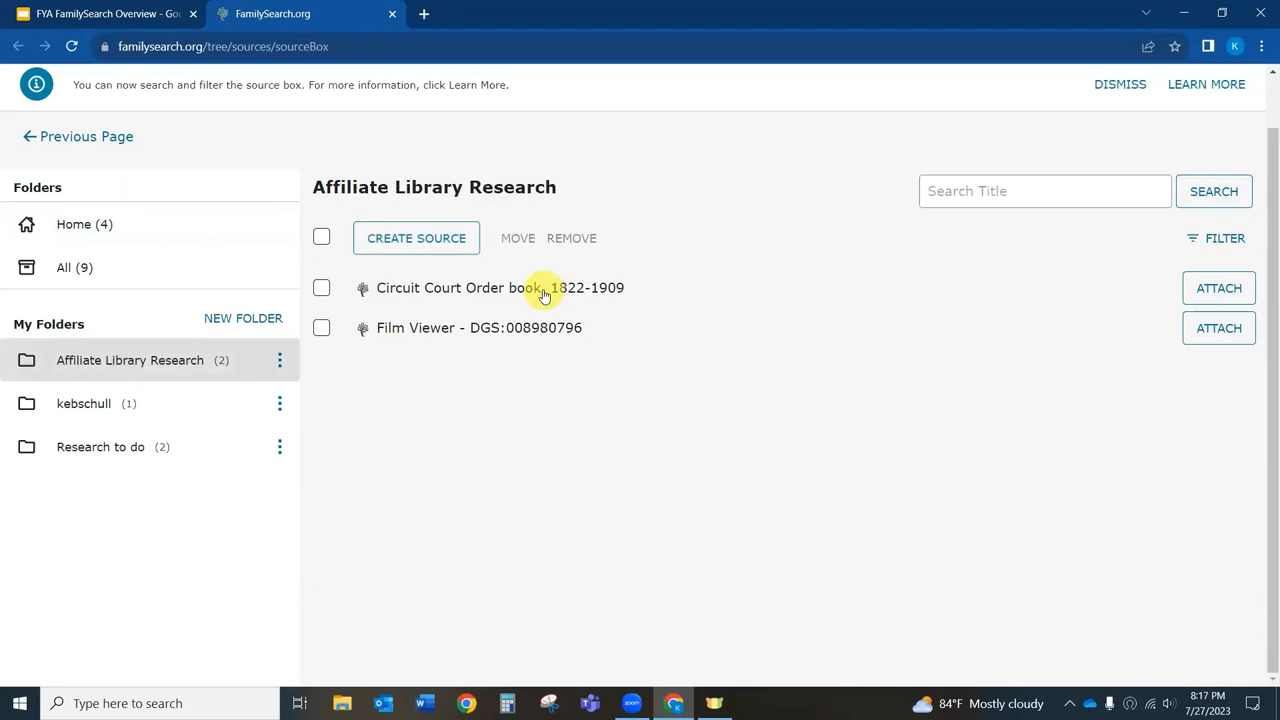 FYA FamilySearch Overview - Goo
FamilySearch.org
familysearch.org/tree/sources/sourceBox
K
You can now search and filter the source box. For more information, click Learn More.
DISMISS
LEARN MORE
Previous Page
Folders
Home (4)
All (9)
My Folders
NEW FOLDER
Affiliate Library Research (2)
kebschull (1)
Research to do (2)
Affiliate Library Research
Search Title
SEARCH
CREATE SOURCE
MOVE
REMOVE
FILTER
Circuit Court Order book, 1822-1909
ATTACH
Film Viewer - DGS:008980796
ATTACH
Type here to search
zoom
84°F Mostly cloudy
8:17 PM
7/27/2023